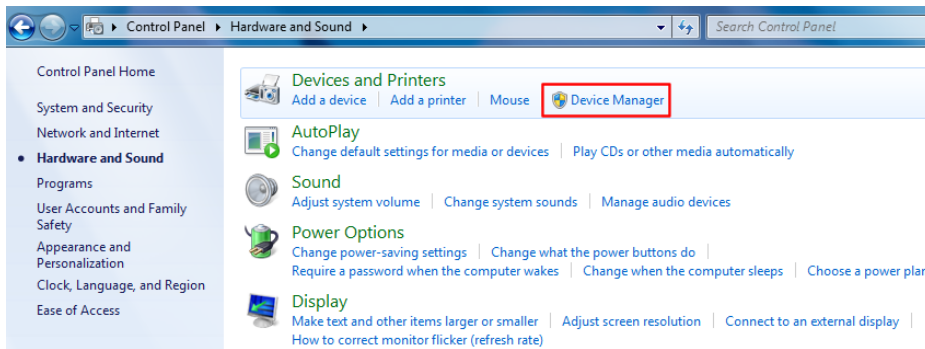 Control Panel Hardware and Sound Search Control Panel
Control Panel Home
System and Security
Network and Internet
Hardware and Sound
Programs
User Accounts and Family
Safety
Appearance and
Personalization
Clock, Language, and Region
Ease of Access
Devices and Printers
Add a device Add a printer Mouse Device Manager
AutoPlay
Change default settings for media or devices Play CDs or other media automatically
Sound
Adjust system volume Change system sounds Manage audio devices
Power Options
Change power-saving settings Change what the power buttons do
Require a password when the computer wakes Change when the computer sleeps Choose a power plan
Display
Make text and other items larger or smaller Adjust screen resolution Connect to an external display
How to correct monitor flicker (refresh rate)